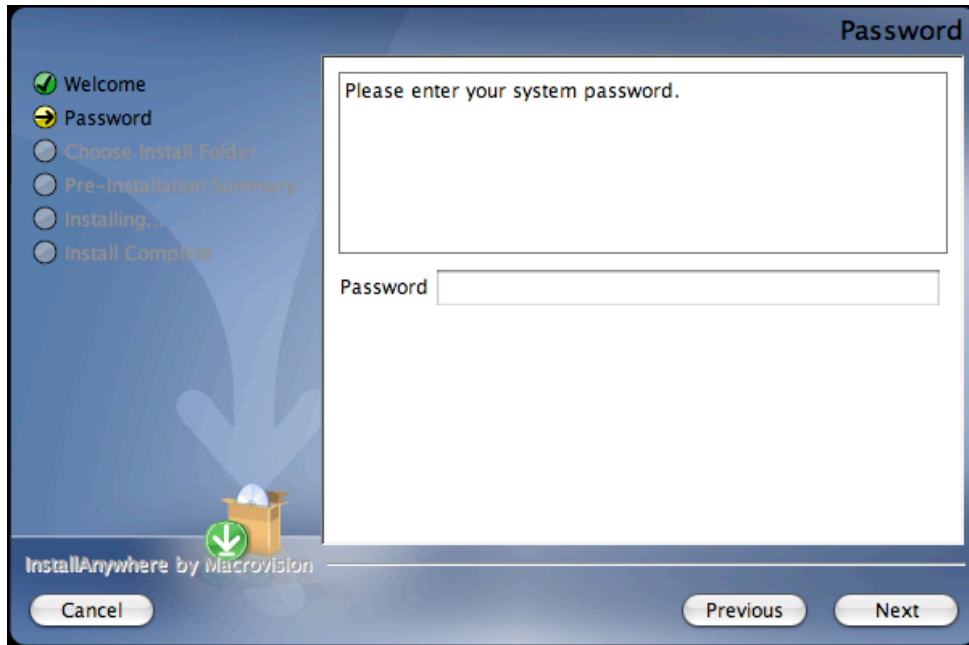 Password
Welcome
Password
Choose Install Folder
Pre-Installation Summary
Installing...
Install Complete
Please enter your system password.
Password
InstallAnywhere by Macrovision
Cancel
Previous
Next